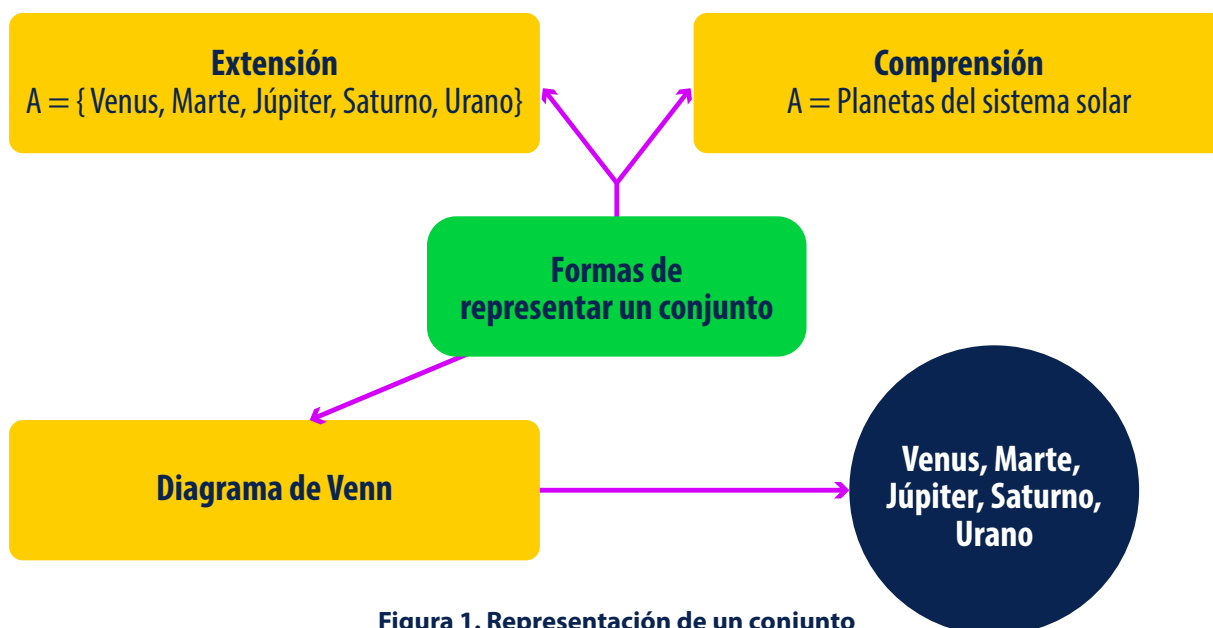 Extensión
A = { Venus, Marte, Júpiter, Saturno, Urano}
Comprensión
A = Planetas del sistema solar
Formas de
representar un conjunto
Diagrama de Venn
Venus, Marte,
Júpiter, Saturno,
Urano
Figura 1. Representación de un conjunto